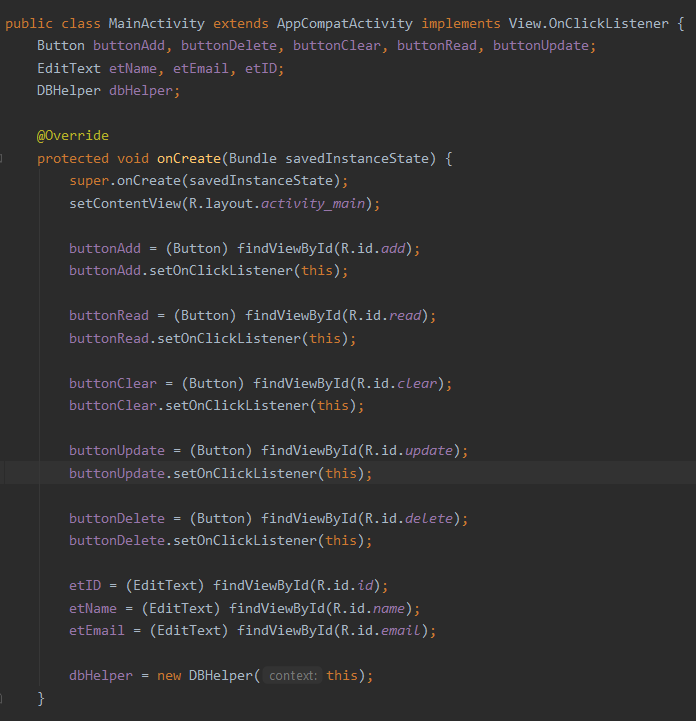 public class MainActivity extends AppCompatActivity implements View.OnClickListener {
    Button buttonAdd, buttonDelete, buttonClear, buttonRead, buttonUpdate;
    EditText etName, etEmail, etID;
    DBHelper dbHelper;

    @Override
    protected void onCreate(Bundle savedInstanceState) {
        super.onCreate(savedInstanceState);
        setContentView(R.layout.activity_main);

        buttonAdd = (Button) findViewById(R.id.add);
        buttonAdd.setOnClickListener(this);

        buttonRead = (Button) findViewById(R.id.read);
        buttonRead.setOnClickListener(this);

        buttonClear = (Button) findViewById(R.id.clear);
        buttonClear.setOnClickListener(this);

        buttonUpdate = (Button) findViewById(R.id.update);
        buttonUpdate.setOnClickListener(this);

        buttonDelete = (Button) findViewById(R.id.delete);
        buttonDelete.setOnClickListener(this);

        etID = (EditText) findViewById(R.id.id);
        etName = (EditText) findViewById(R.id.name);
        etEmail = (EditText) findViewById(R.id.email);

        dbHelper = new DBHelper( context: this);
    }